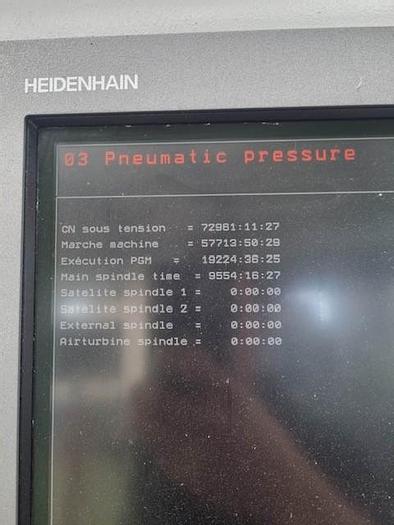 HEIDENHAIN
03 Pneumatic pressure
CN sous tension = 72981:11:27
Marche machine = 57713:50:29
Exécution PGM = 19224:36:25
Main spindle time = 9554:16:27
Satelite spindle 1 = 0:00:00
Satelite spindle 2 = 0:00:00
External spindle = 0:00:00
Airturbine spindle = 0:00:00